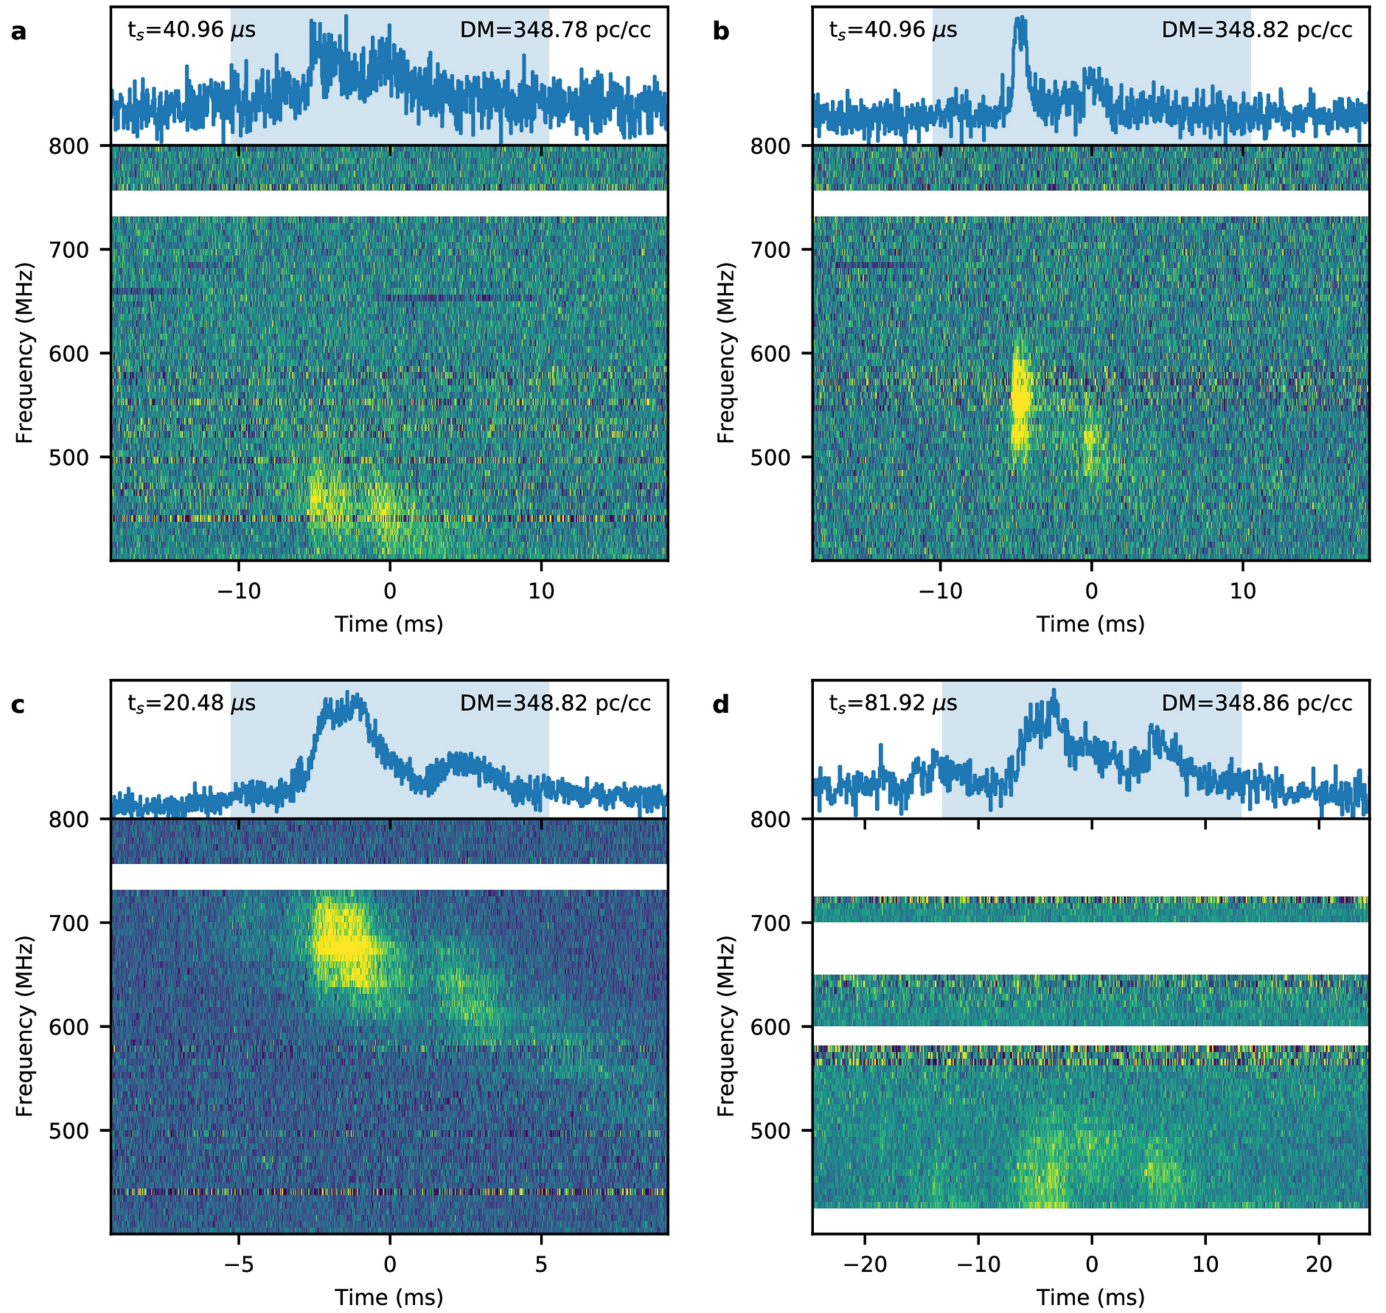 a
t_s=40.96 μs DM=348.78 pc/cc
800
700
600
500
Frequency (MHz)
−10 0 10
Time (ms)
b
t_s=40.96 μs DM=348.82 pc/cc
800
700
600
500
Frequency (MHz)
−10 0 10
Time (ms)
c
t_s=20.48 μs DM=348.82 pc/cc
800
700
600
500
Frequency (MHz)
−5 0 5
Time (ms)
d
t_s=81.92 μs DM=348.86 pc/cc
800
700
600
500
Frequency (MHz)
−20 −10 0 10 20
Time (ms)